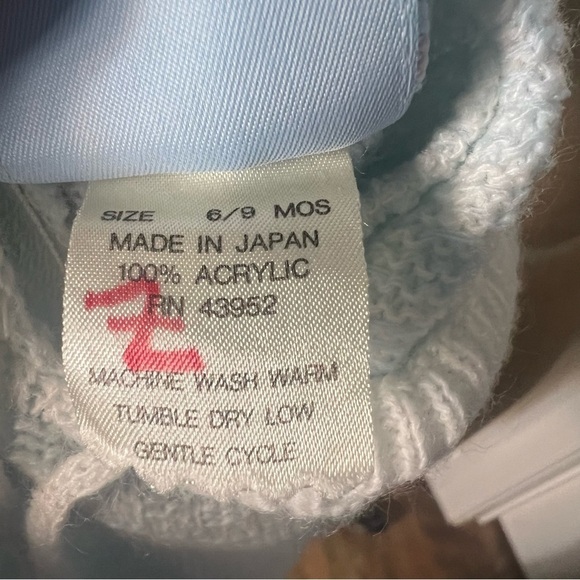 SIZE 6/9 MOS
MADE IN JAPAN
100% ACRYLIC
RN 43952
MACHINE WASH WARM
TUMBLE DRY LOW
GENTLE CYCLE